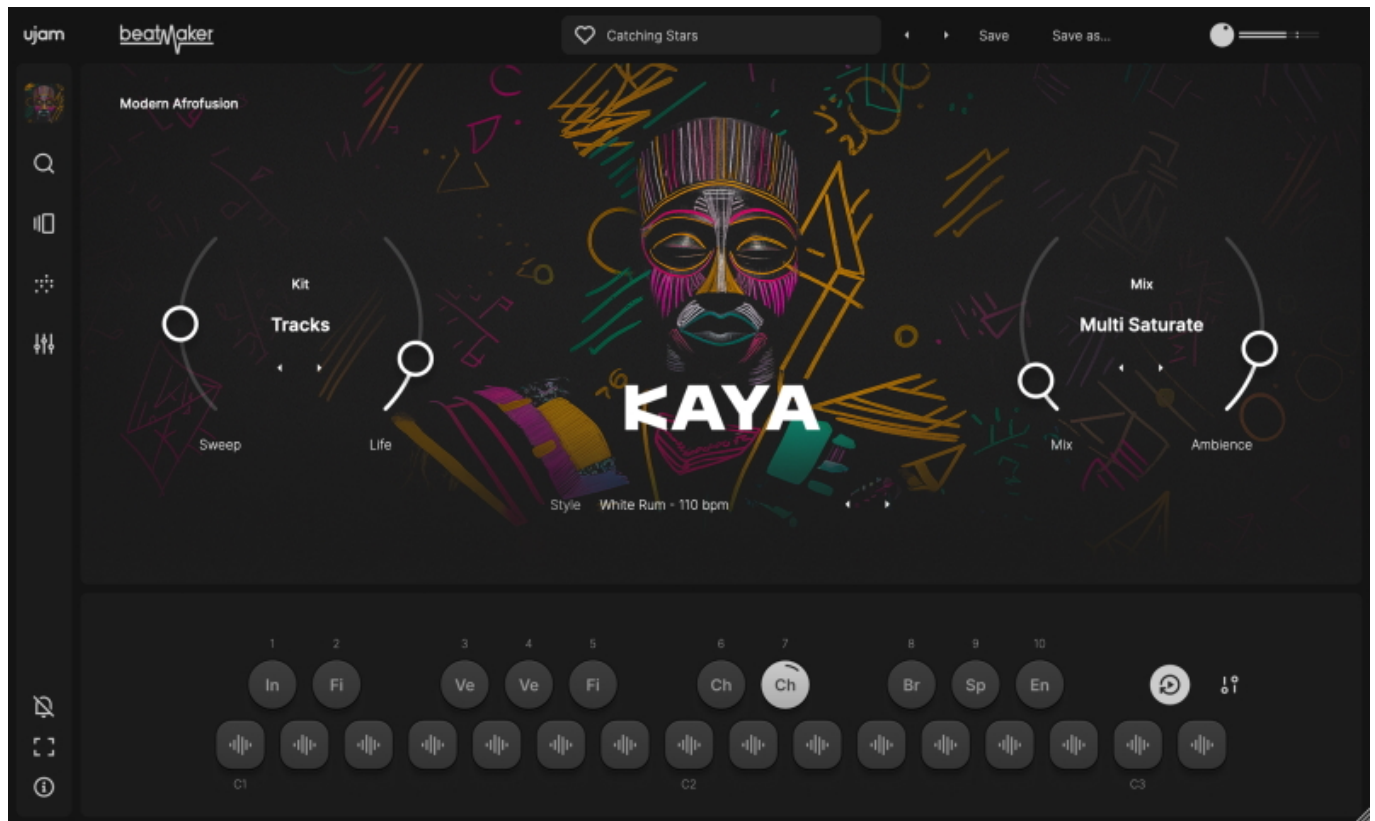 ujam
beatMaker
Catching Stars
Save
Save as...
Modern Afrofusion
Kit
Tracks
Sweep
Life
Mix
Multi Saturate
Mix
Ambience
KAYA
Style White Rum - 110 bpm
1 2 3 4 5 6 7 8 9 10
In Fi Ve Ve Fi Ch Ch Br Sp En
C1 C2 C3